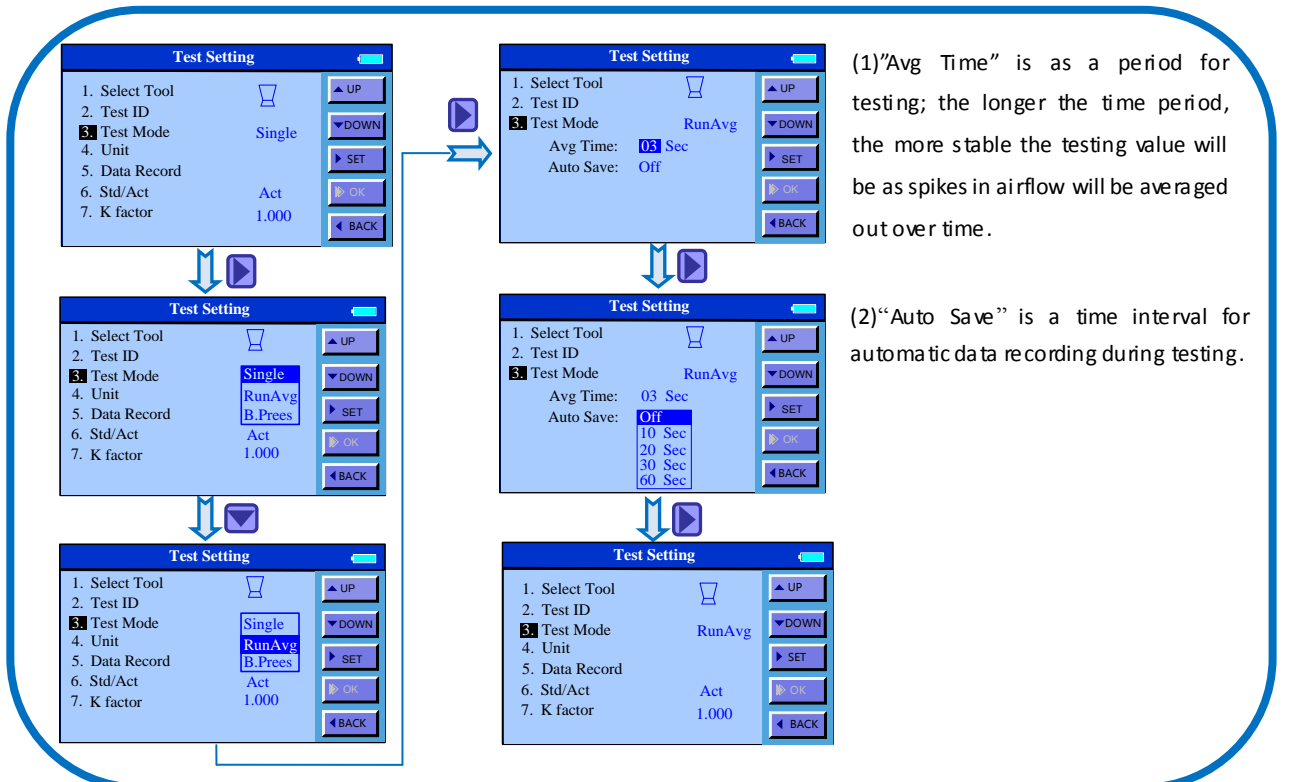 Test Setting
1. Select Tool
2. Test ID
3. Test Mode Single
4. Unit
5. Data Record
6. Std/Act Act
7. K factor 1.000
UP
DOWN
SET
OK
BACK
Test Setting
1. Select Tool
2. Test ID
3. Test Mode Single
4. Unit RunAvg
5. Data Record B.Prees
6. Std/Act Act
7. K factor 1.000
UP
DOWN
SET
OK
BACK
Test Setting
1. Select Tool
2. Test ID
3. Test Mode Single
4. Unit RunAvg
5. Data Record B.Prees
6. Std/Act Act
7. K factor 1.000
UP
DOWN
SET
OK
BACK
Test Setting
1. Select Tool
2. Test ID
3. Test Mode RunAvg
Avg Time: 03 Sec
Auto Save: Off
UP
DOWN
SET
OK
BACK
Test Setting
1. Select Tool
2. Test ID
3. Test Mode RunAvg
Avg Time: 03 Sec
Auto Save: Off
10 Sec
20 Sec
30 Sec
60 Sec
UP
DOWN
SET
OK
BACK
Test Setting
1. Select Tool
2. Test ID
3. Test Mode RunAvg
4. Unit
5. Data Record
6. Std/Act Act
7. K factor 1.000
UP
DOWN
SET
OK
BACK
(1)"Avg Time" is as a period for
testing; the longer the time period,
the more stable the testing value will
be as spikes in airflow will be averaged
out over time.
(2)“Auto Save” is a time interval for
automatic data recording during testing.